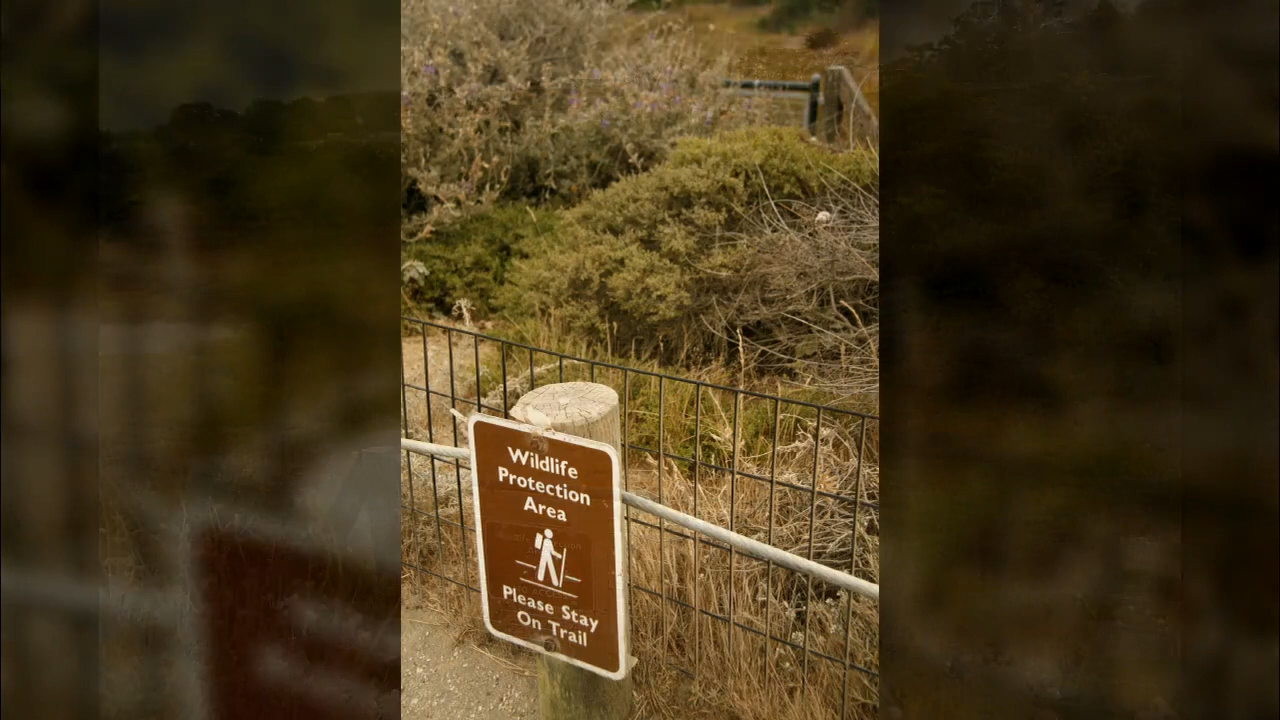 Wildlife
Protection
Area
Please Stay
On Trail